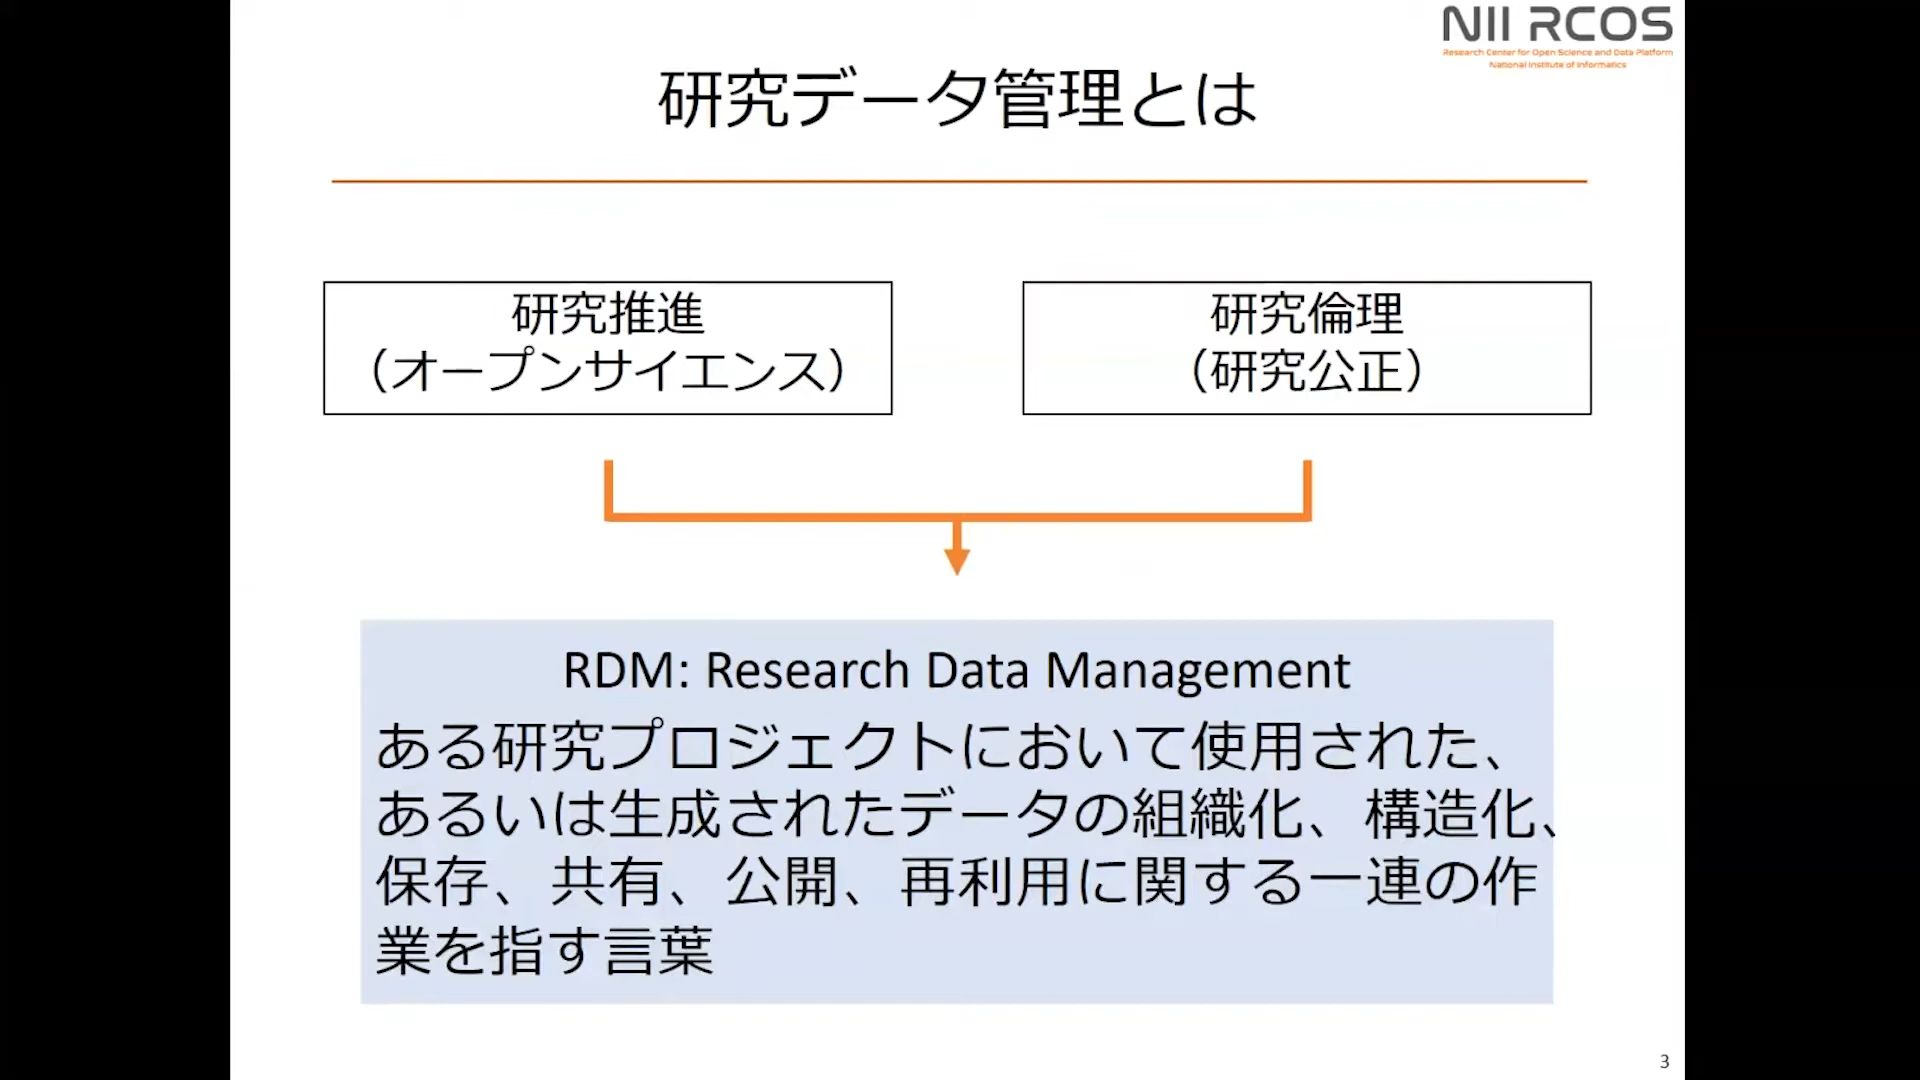 NII RCOS
Research Center for Open Science and Data Platform
National Institute of Informatics
研究データ管理とは
研究推進
（オープンサイエンス）
研究倫理
（研究公正）
RDM: Research Data Management
ある研究プロジェクトにおいて使用された、
あるいは生成されたデータの組織化、構造化、
保存、共有、公開、再利用に関する一連の作
業を指す言葉
3